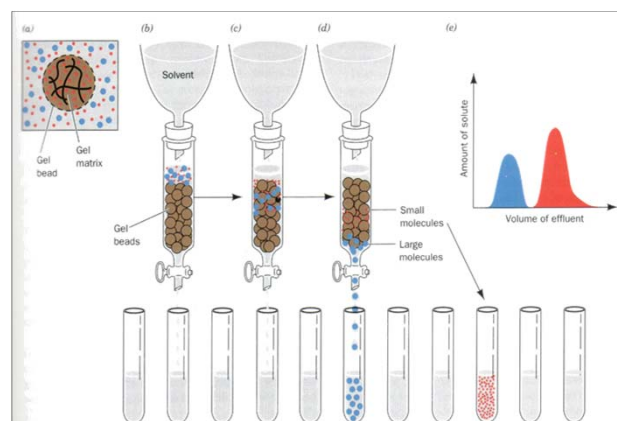 (a)
(b)
(c)
(d)
(e)
Solvent
Gel
bead
Gel
matrix
Gel
beads
Small
molecules
Large
molecules
Amount of solute
Volume of effluent